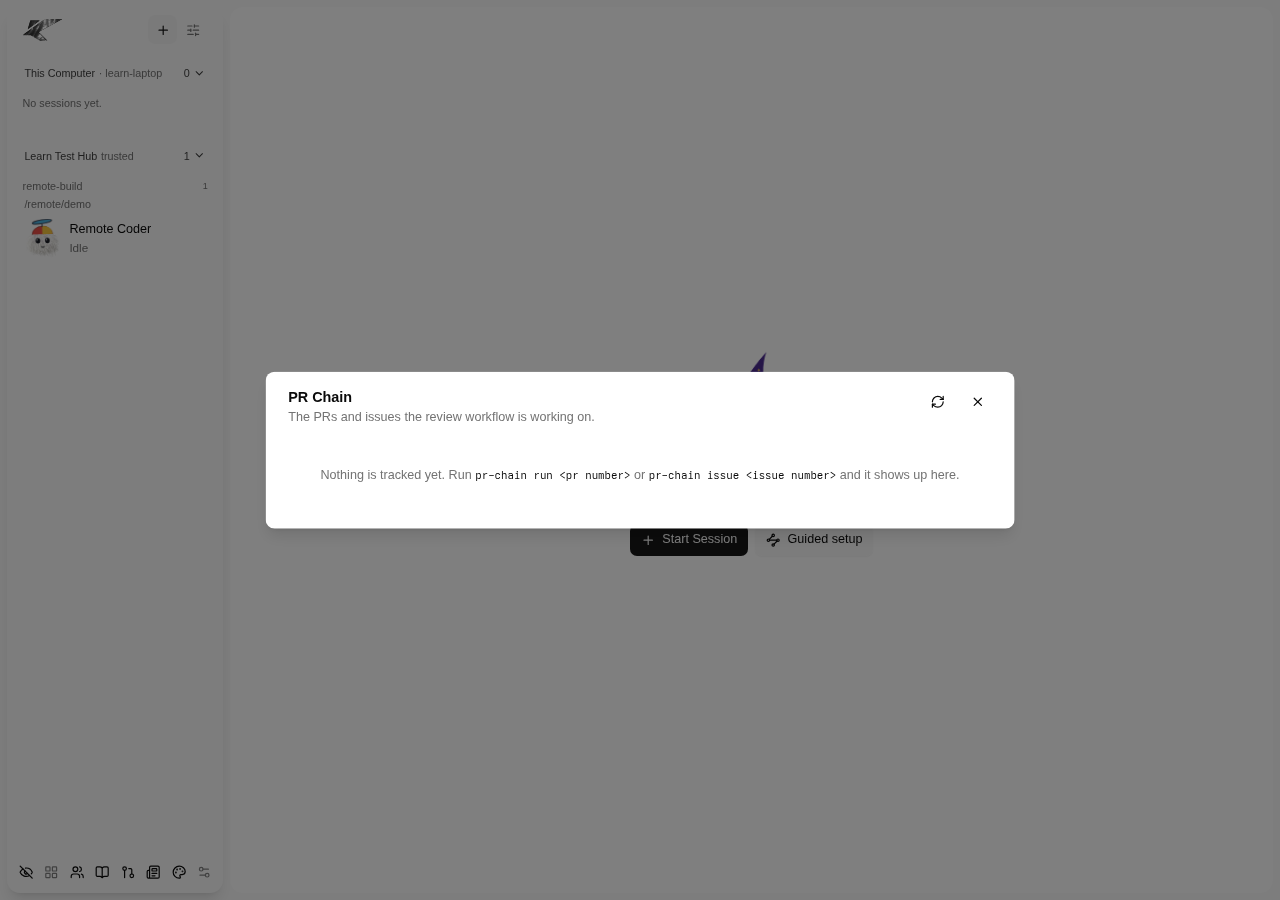 This Computer · learn-laptop 0
No sessions yet.
Learn Test Hub trusted 1
remote-build 1
/remote/demo
Remote Coder
Idle
PR Chain
The PRs and issues the review workflow is working on.
Nothing is tracked yet. Run pr-chain run <pr number> or pr-chain issue <issue number> and it shows up here.
Start Session
Guided setup